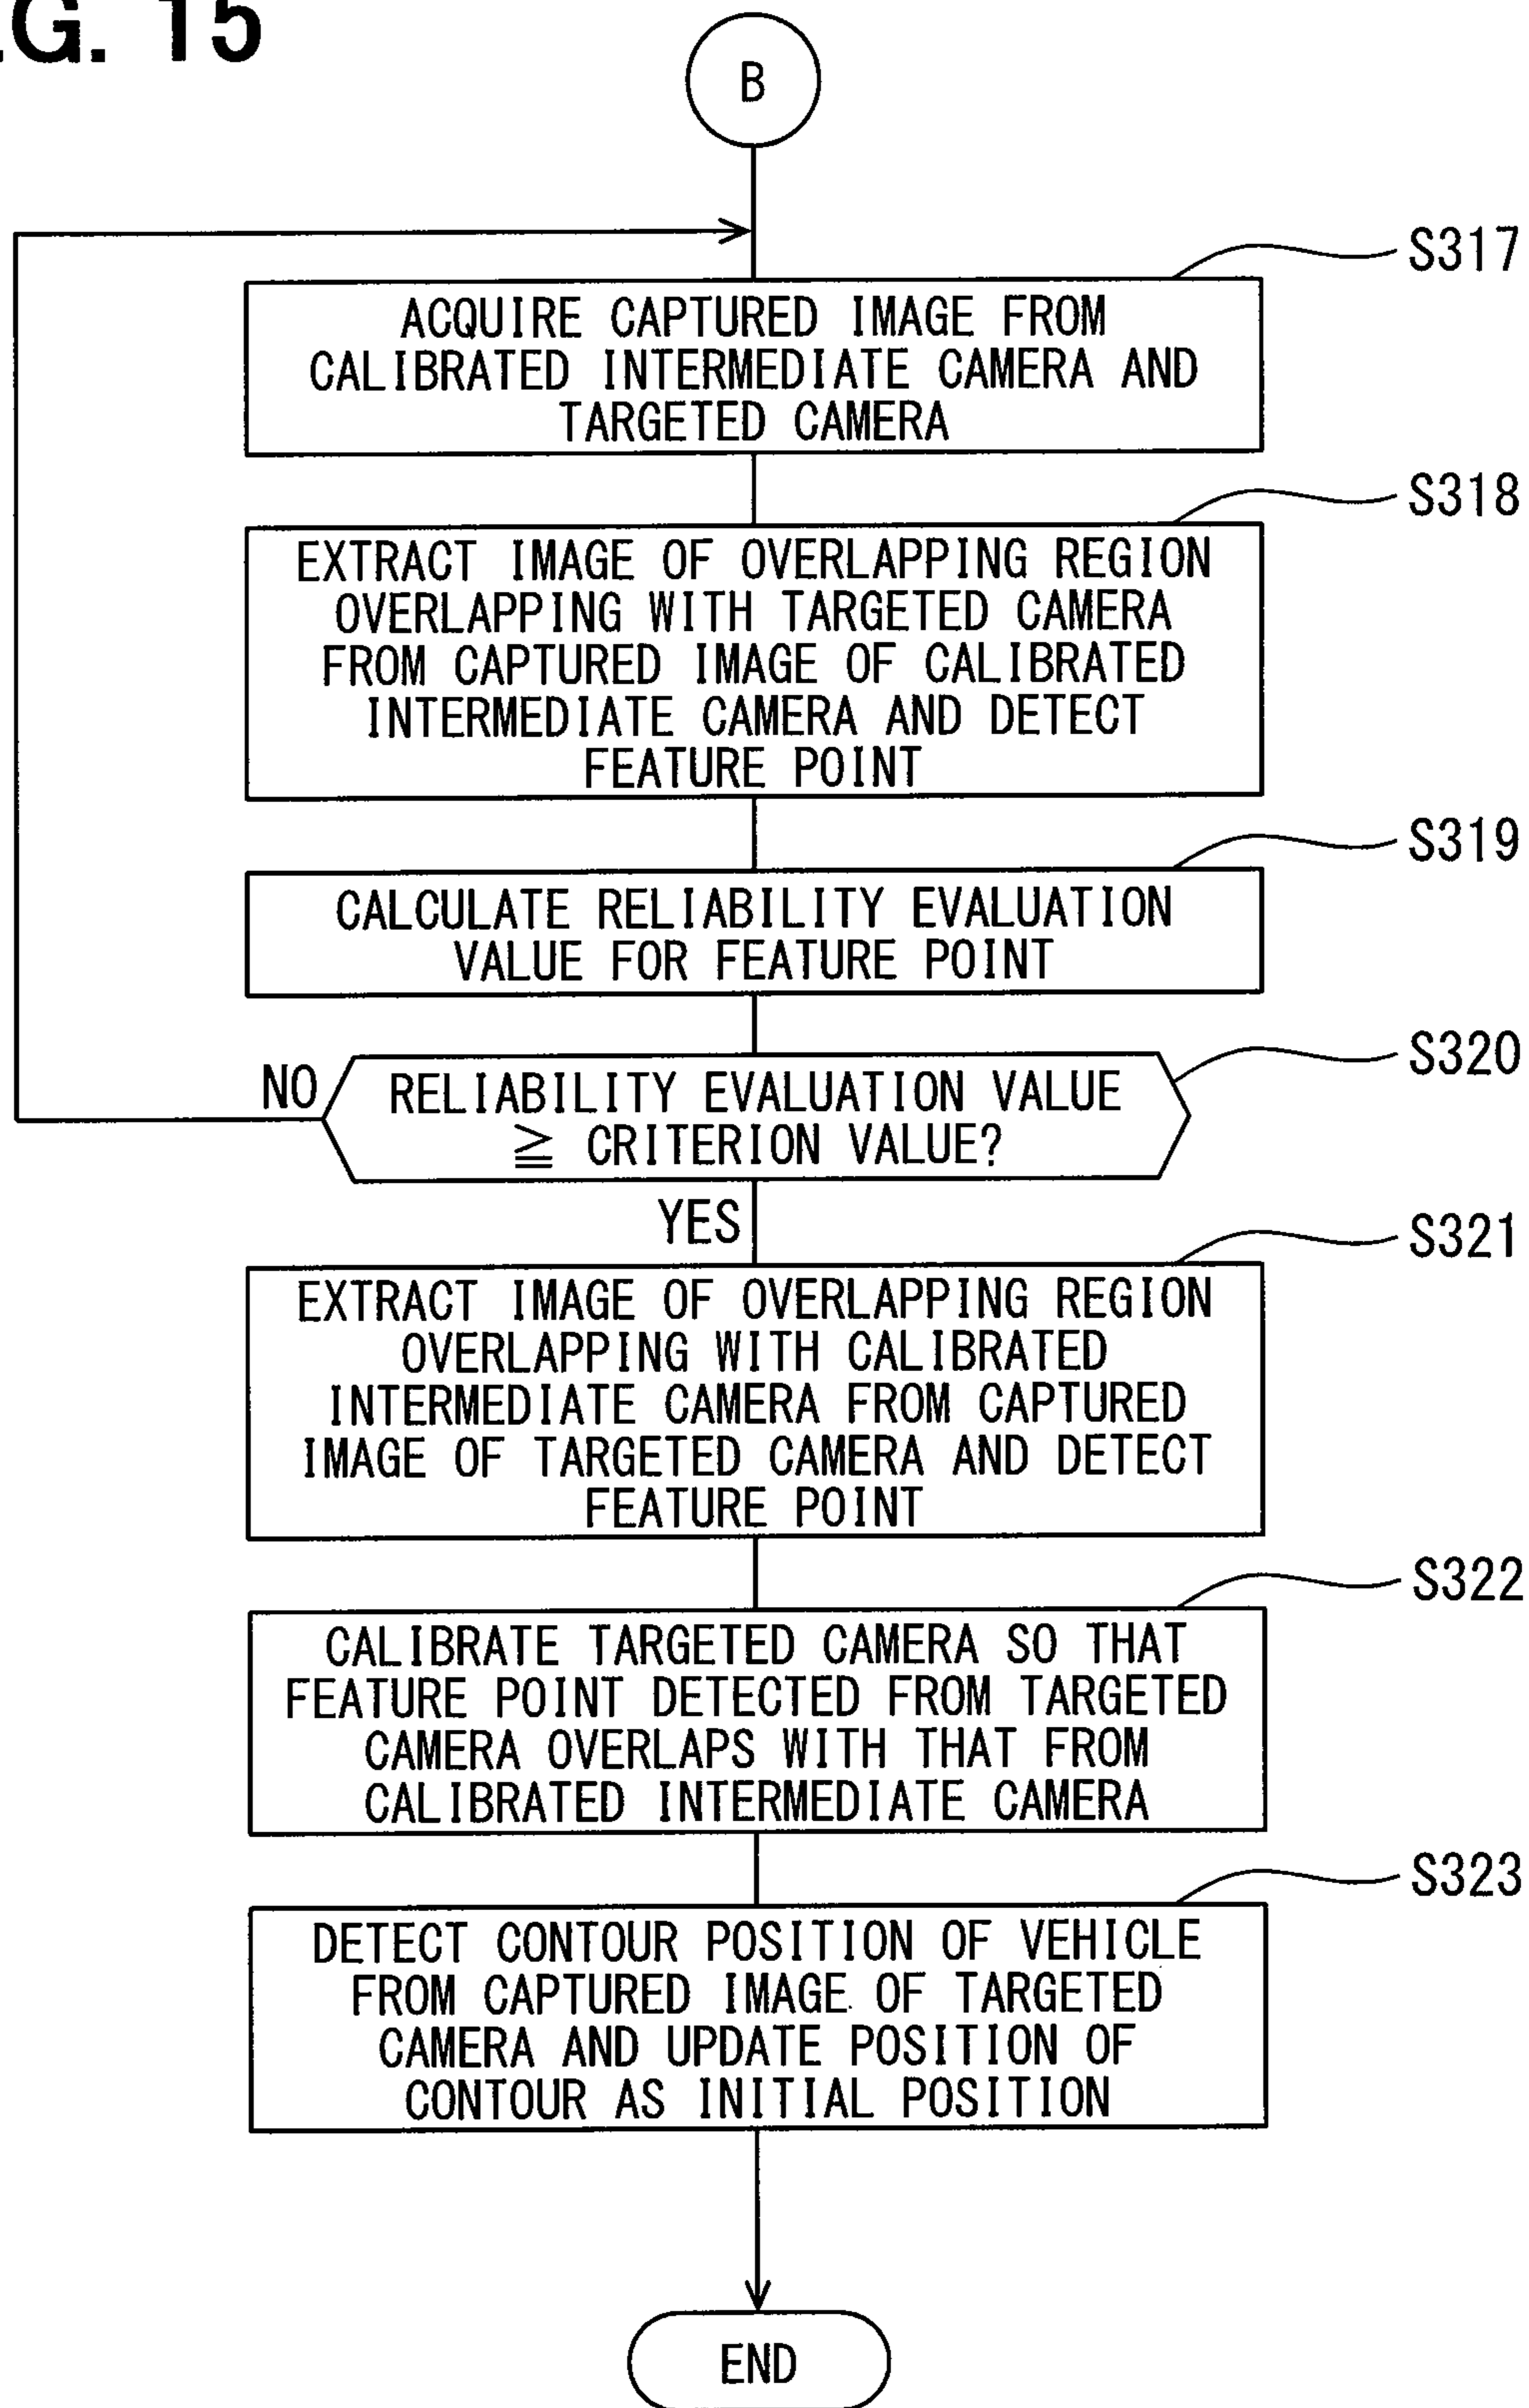 G. 15
B
S317
ACQUIRE CAPTURED IMAGE FROM
CALIBRATED INTERMEDIATE CAMERA AND
TARGETED CAMERA
S318
EXTRACT IMAGE OF OVERLAPPING REGION
OVERLAPPING WITH TARGETED CAMERA
FROM CAPTURED IMAGE OF CALIBRATED
INTERMEDIATE CAMERA AND DETECT
FEATURE POINT
S319
CALCULATE RELIABILITY EVALUATION
VALUE FOR FEATURE POINT
S320
NO
RELIABILITY EVALUATION VALUE
≧ CRITERION VALUE?
YES
S321
EXTRACT IMAGE OF OVERLAPPING REGION
OVERLAPPING WITH CALIBRATED
INTERMEDIATE CAMERA FROM CAPTURED
IMAGE OF TARGETED CAMERA AND DETECT
FEATURE POINT
S322
CALIBRATE TARGETED CAMERA SO THAT
FEATURE POINT DETECTED FROM TARGETED
CAMERA OVERLAPS WITH THAT FROM
CALIBRATED INTERMEDIATE CAMERA
S323
DETECT CONTOUR POSITION OF VEHICLE
FROM CAPTURED IMAGE OF TARGETED
CAMERA AND UPDATE POSITION OF
CONTOUR AS INITIAL POSITION
END